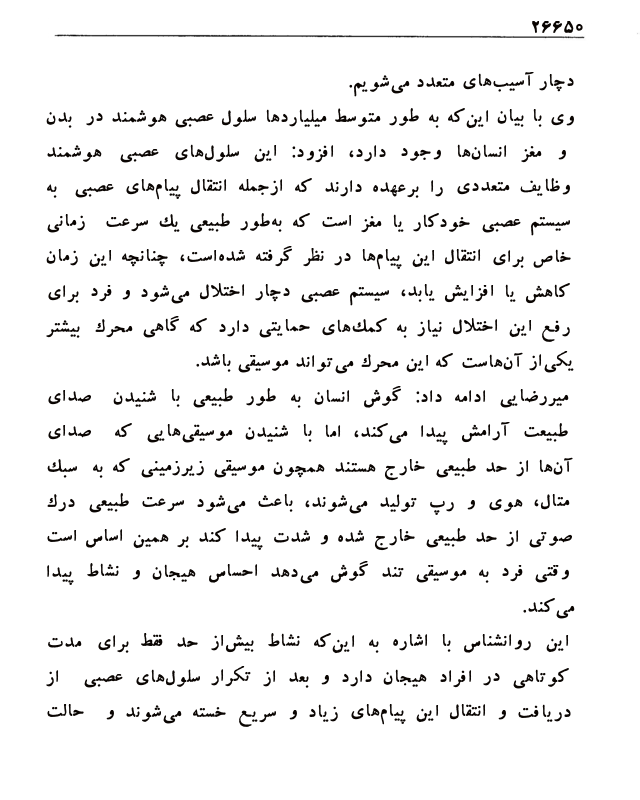 ۲۶۶۵۰
دچار آسیب‌های متعدد می‌شویم.
وی با بیان این‌که به طور متوسط میلیاردها سلول عصبی هوشمند در بدن
و مغز انسان‌ها وجود دارد، افزود: این سلول‌های عصبی هوشمند
وظایف متعددی را برعهده دارند که ازجمله انتقال پیام‌های عصبی به
سیستم عصبی خودکار یا مغز است که به‌طور طبیعی یك سرعت زمانی
خاص برای انتقال این پیام‌ها در نظر گرفته شده‌است، چنانچه این زمان
کاهش یا افزایش یابد، سیستم عصبی دچار اختلال می‌شود و فرد برای
رفع این اختلال نیاز به کمك‌های حمایتی دارد که گاهی محرك بیشتر
یکی‌از آن‌هاست که این محرك می‌تواند موسیقی باشد.
میررضایی ادامه داد: گوش انسان به طور طبیعی با شنیدن صدای
طبیعت آرامش پیدا می‌کند، اما با شنیدن موسیقی‌هایی که صدای
آن‌ها از حد طبیعی خارج هستند همچون موسیقی زیرزمینی که به سبك
متال، هوی و رپ تولید می‌شوند، باعث می‌شود سرعت طبیعی درك
صوتی از حد طبیعی خارج شده و شدت پیدا کند بر همین اساس است
وقتی فرد به موسیقی تند گوش می‌دهد احساس هیجان و نشاط پیدا
می‌کند.
این روانشناس با اشاره به این‌که نشاط بیش‌از حد فقط برای مدت
کوتاهی در افراد هیجان دارد و بعد از تکرار سلول‌های عصبی از
دریافت و انتقال این پیام‌های زیاد و سریع خسته می‌شوند و حالت